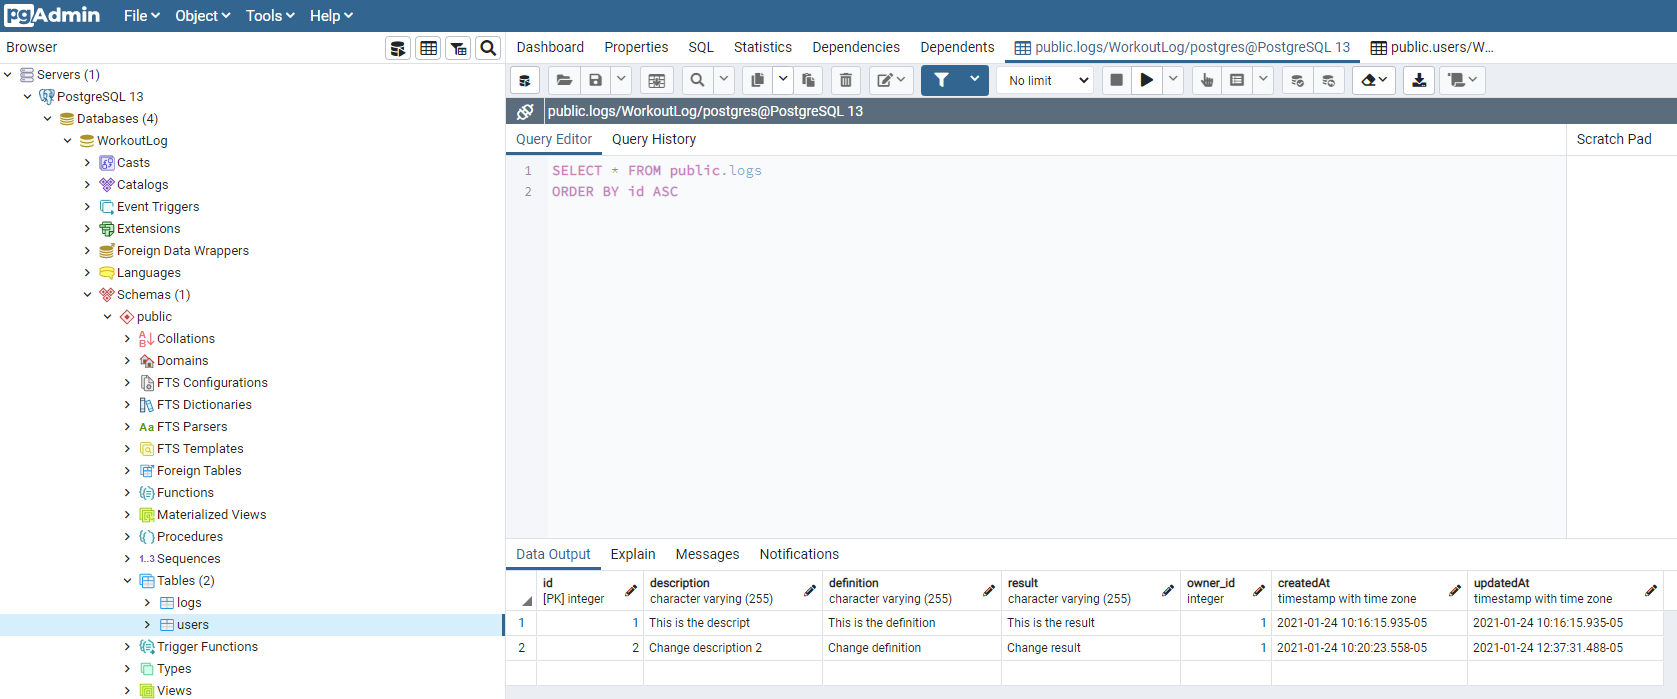 pgAdmin File Object Tools Help
Browser
Dashboard Properties SQL Statistics Dependencies Dependents public.logs/WorkoutLog/postgres@PostgreSQL 13 public.users/W...
No limit
public.logs/WorkoutLog/postgres@PostgreSQL 13
Query Editor Query History
Scratch Pad
1 SELECT * FROM public.logs
2 ORDER BY id ASC
Servers (1)
PostgreSQL 13
Databases (4)
WorkoutLog
Casts
Catalogs
Event Triggers
Extensions
Foreign Data Wrappers
Languages
Schemas (1)
public
Collations
Domains
FTS Configurations
FTS Dictionaries
Aa FTS Parsers
FTS Templates
Foreign Tables
Functions
Materialized Views
Procedures
1..3 Sequences
Tables (2)
logs
users
Trigger Functions
Types
Views
Data Output Explain Messages Notifications
id description definition result owner_id createdAt updatedAt
[PK] integer character varying (255) character varying (255) character varying (255) integer timestamp with time zone timestamp with time zone
1 1 This is the descript This is the definition This is the result 1 2021-01-24 10:16:15.935-05 2021-01-24 10:16:15.935-05
2 2 Change description 2 Change definition Change result 1 2021-01-24 10:20:23.558-05 2021-01-24 12:37:31.488-05